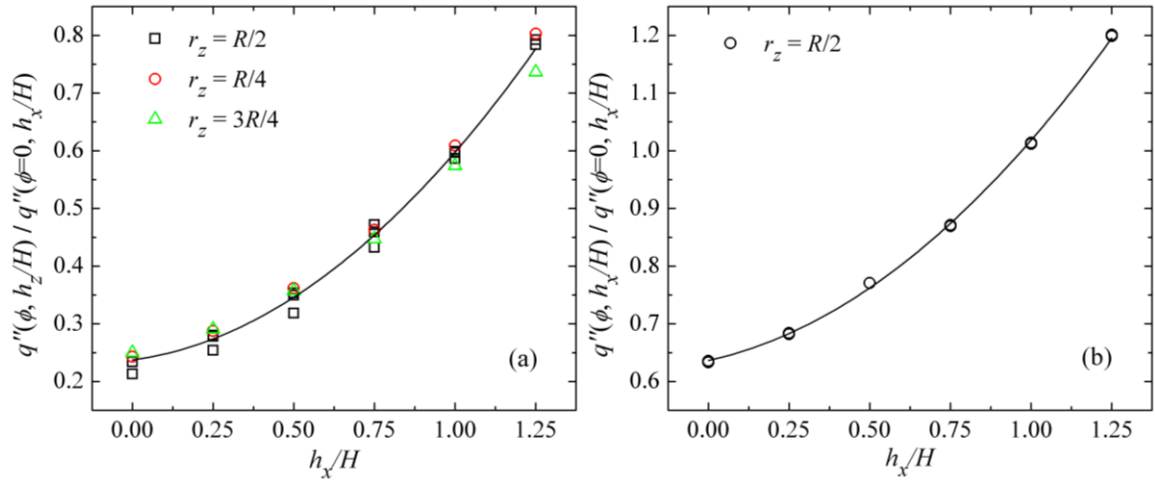 q''(ϕ, h_z/H) / q''(ϕ=0, h_x/H)
0.8
0.7
0.6
0.5
0.4
0.3
0.2
r_z = R/2
r_z = R/4
r_z = 3R/4
(a)
0.00 0.25 0.50 0.75 1.00 1.25
h_x/H
q''(ϕ, h_x/H) / q''(ϕ=0, h_x/H)
1.2
1.1
1.0
0.9
0.8
0.7
0.6
r_z = R/2
(b)
0.00 0.25 0.50 0.75 1.00 1.25
h_x/H